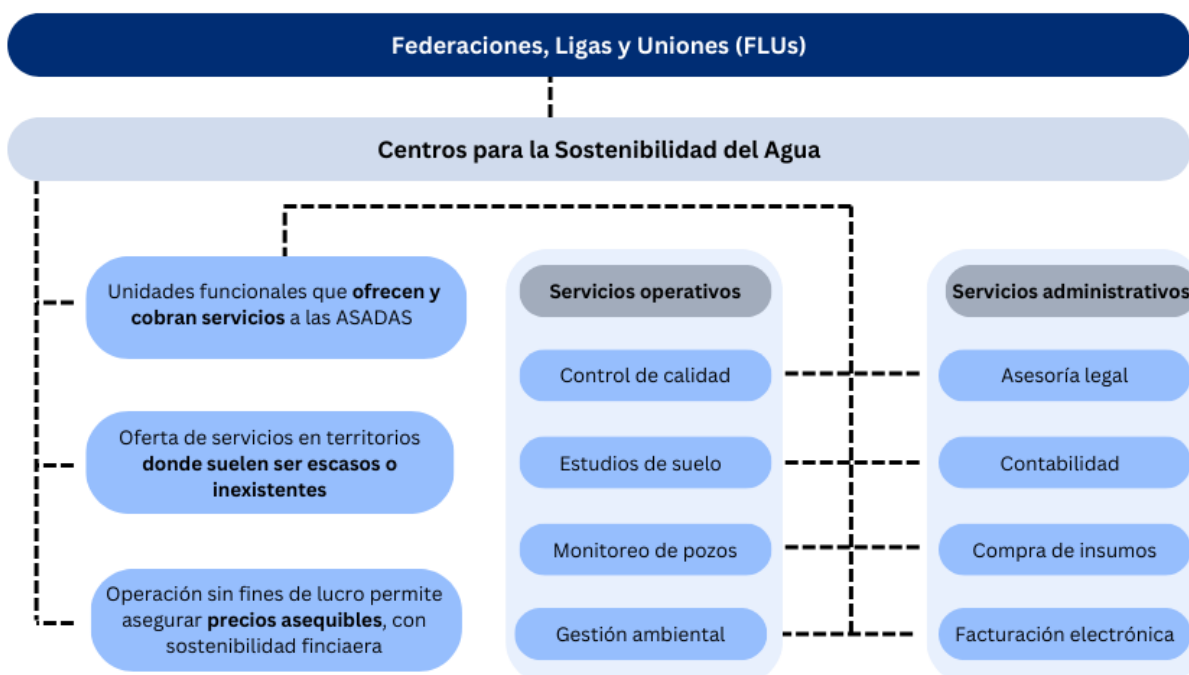 Federaciones, Ligas y Uniones (FLUs)
Centros para la Sostenibilidad del Agua
Unidades funcionales que ofrecen y
cobran servicios a las ASADAS
Oferta de servicios en territorios
donde suelen ser escasos o
inexistentes
Operación sin fines de lucro permite
asegurar precios asequibles, con
sostenibilidad finciaera
Servicios operativos
Control de calidad
Estudios de suelo
Monitoreo de pozos
Gestión ambiental
Servicios administrativos
Asesoría legal
Contabilidad
Compra de insumos
Facturación electrónica